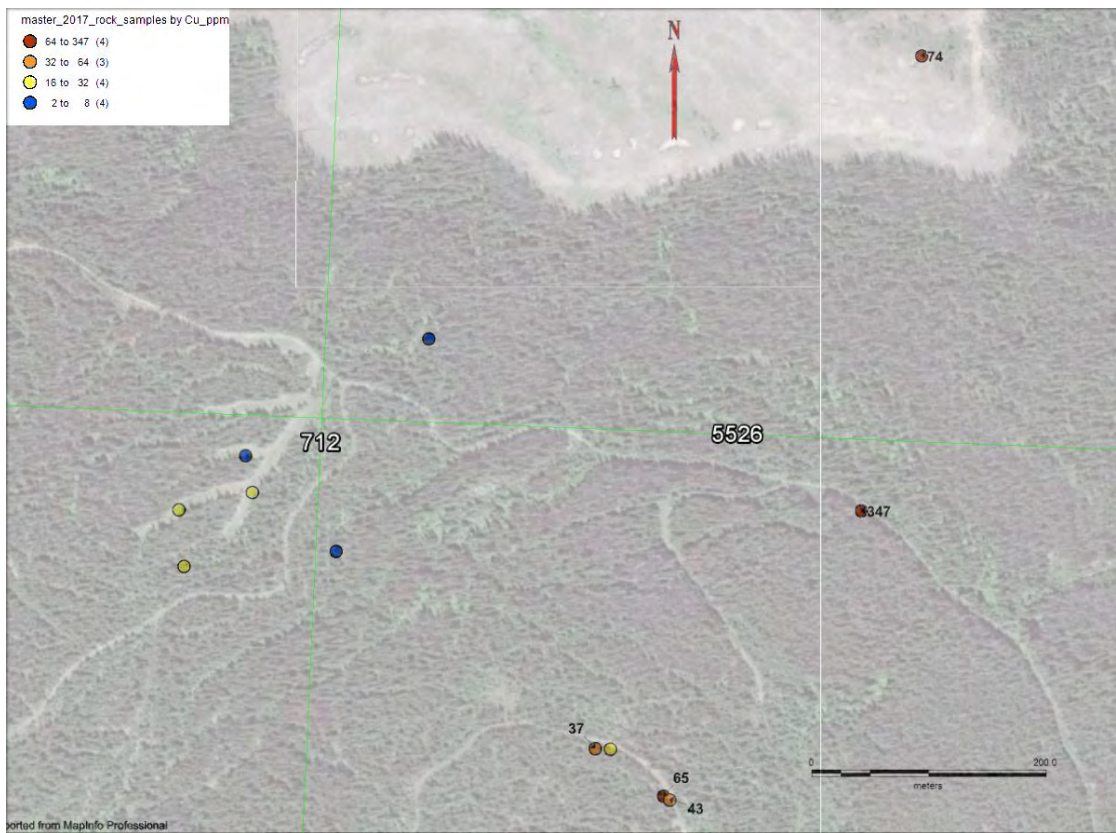 master_2017_rock_samples by Cu_ppm
64 to 347 (4)
32 to 64 (3)
16 to 32 (4)
2 to 8 (4)
N
74
712
5526
347
37
65
43
0
200.0
meters
ported from MapInfo Professional